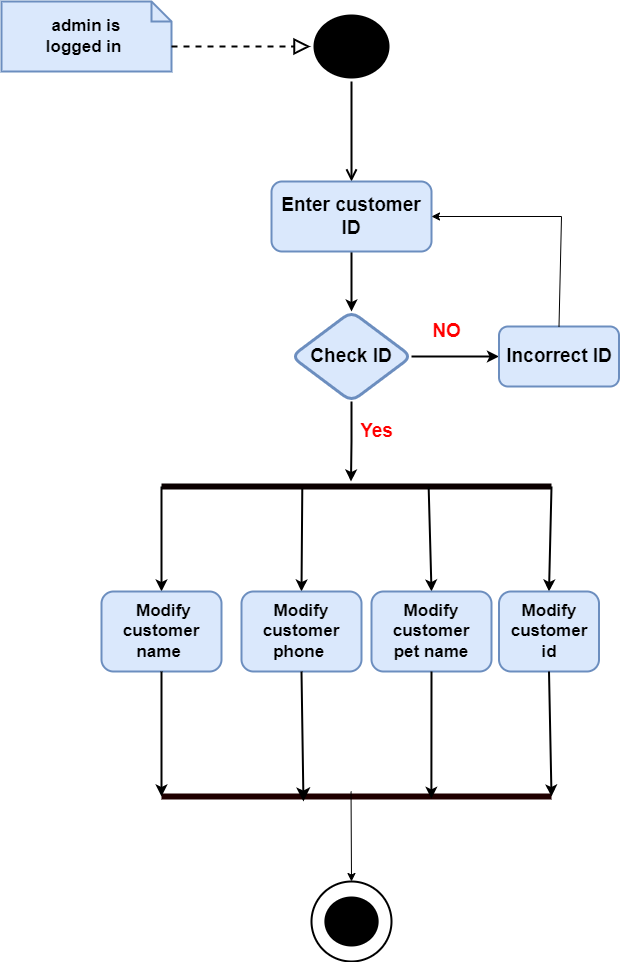 admin is
logged in
Enter customer
ID
Check ID
NO
Incorrect ID
Yes
Modify
customer
name
Modify
customer
phone
Modify
customer
pet name
Modify
customer
id